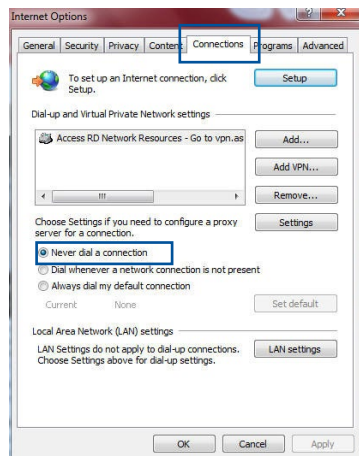 Internet Options
General Security Privacy Content Connections Programs Advanced
To set up an Internet connection, click
Setup.
Setup
Dial-up and Virtual Private Network settings
Access RD Network Resources - Go to vpn.as
Add...
Add VPN...
Remove...
Choose Settings if you need to configure a proxy
server for a connection.
Settings
Never dial a connection
Dial whenever a network connection is not present
Always dial my default connection
Current None
Set default
Local Area Network (LAN) settings
LAN Settings do not apply to dial-up connections.
Choose Settings above for dial-up settings.
LAN settings
OK Cancel Apply